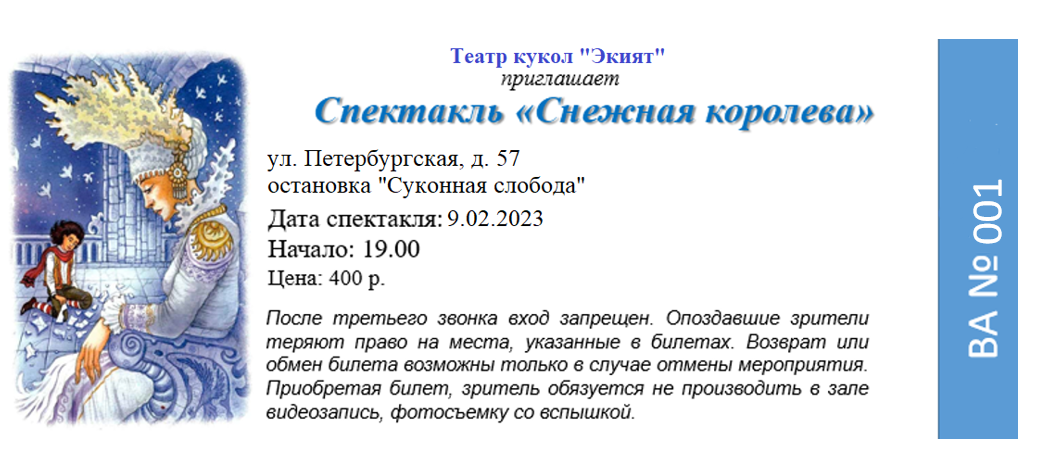 Театр кукол "Экият"
приглашает
Спектакль «Снежная королева»
ул. Петербургская, д. 57
остановка "Суконная слобода"
Дата спектакля: 9.02.2023
Начало: 19.00
Цена: 400 р.
После третьего звонка вход запрещен. Опоздавшие зрители
теряют право на места, указанные в билетах. Возврат или
обмен билета возможны только в случае отмены мероприятия.
Приобретая билет, зритель обязуется не производить в зале
видеозапись, фотосъемку со вспышкой.
ВА № 001